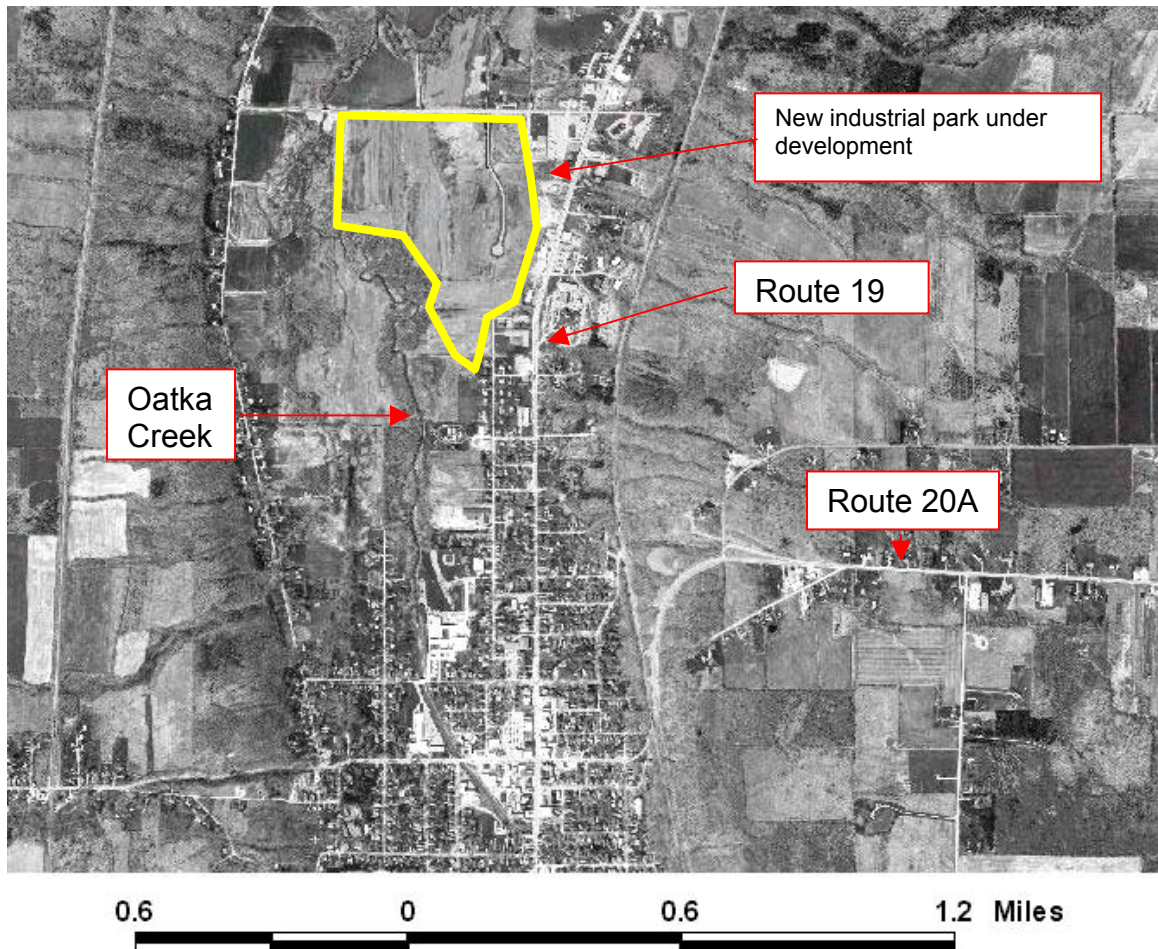 New industrial park under
development
Route 19
Oatka
Creek
Route 20A
0.6 0 0.6 1.2 Miles